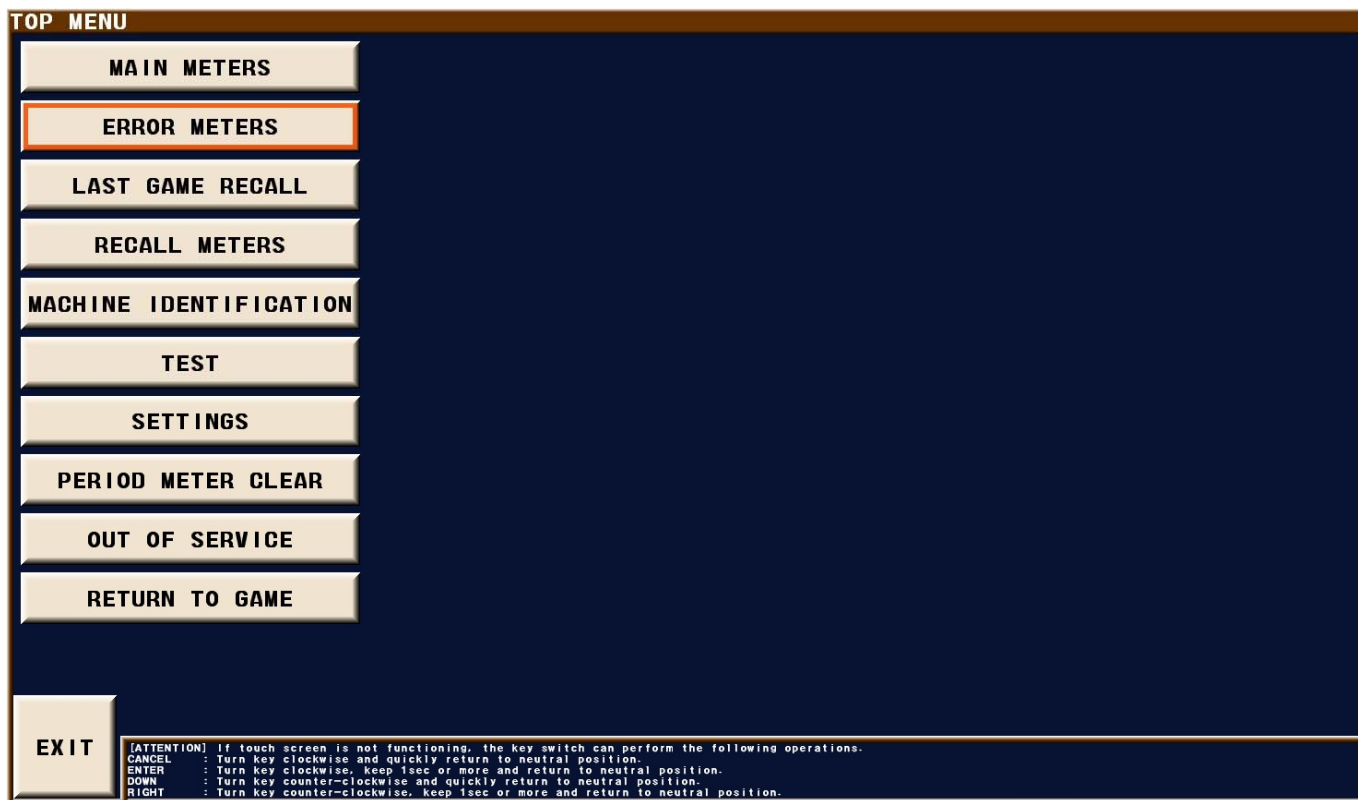 TOP MENU
MAIN METERS
ERROR METERS
LAST GAME RECALL
RECALL METERS
MACHINE IDENTIFICATION
TEST
SETTINGS
PERIOD METER CLEAR
OUT OF SERVICE
RETURN TO GAME
EXIT
[ATTENTION] If touch screen is not functioning, the key switch can perform the following operations.
CANCEL : Turn key clockwise and quickly return to neutral position.
ENTER : Turn key clockwise, keep 1sec or more and return to neutral position.
DOWN : Turn key counter-clockwise and quickly return to neutral position.
RIGHT : Turn key counter-clockwise, keep 1sec or more and return to neutral position.